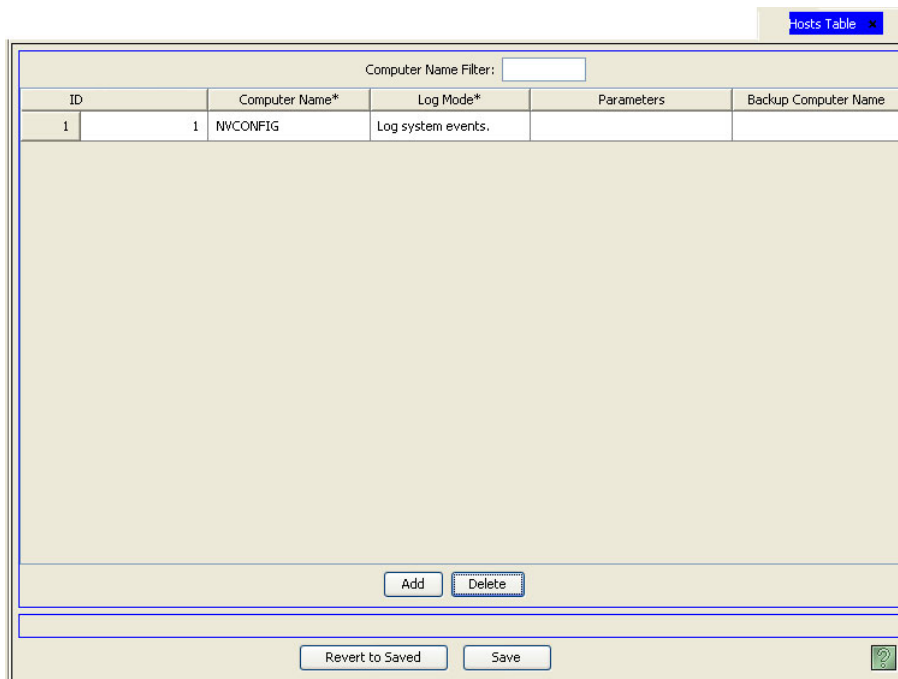 Hosts Table ×
Computer Name Filter:
ID Computer Name* Log Mode* Parameters Backup Computer Name
1 1 NVCONFIG Log system events.
Add Delete
Revert to Saved Save
?